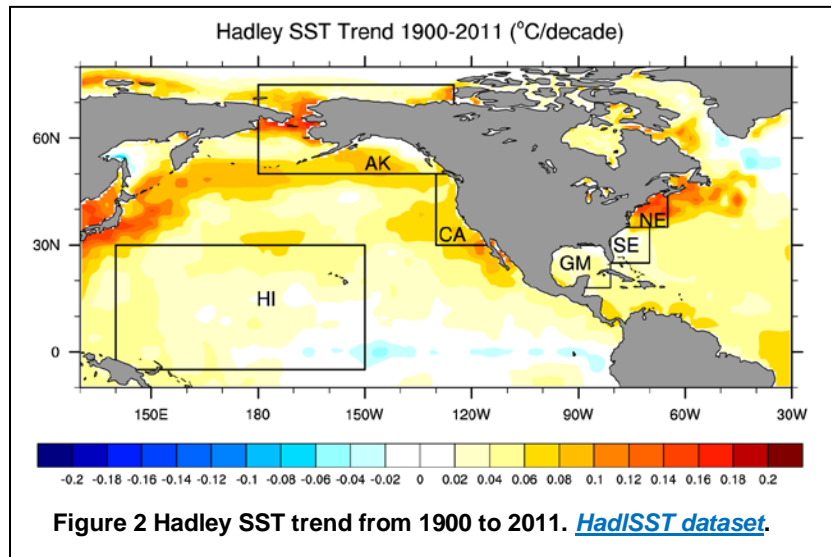 Hadley SST Trend 1900-2011 (°C/decade)
60N
30N
0
AK
CA
HI
GM
SE
NE
150E 180 150W 120W 90W 60W 30W
-0.2 -0.18 -0.16 -0.14 -0.12 -0.1 -0.08 -0.06 -0.04 -0.02 0 0.02 0.04 0.06 0.08 0.1 0.12 0.14 0.16 0.18 0.2
Figure 2 Hadley SST trend from 1900 to 2011. HadISST dataset.